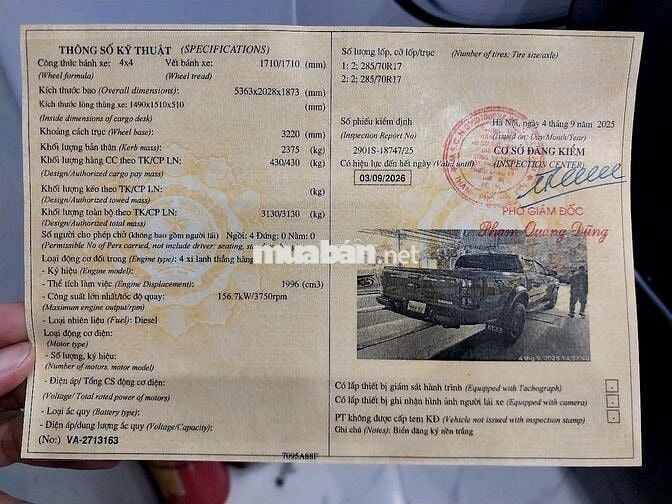 THÔNG SỐ KỸ THUẬT (SPECIFICATIONS)
Công thức bánh xe: 4x4 Vết bánh xe: 1710/1710 (mm)
(Wheel formula) (Wheel tread)
Kích thước bao (Overall dimensions): 5363x2028x1873 (mm)
Kích thước lòng thùng xe: 1490x1510x510 (mm)
(Inside dimensions of cargo desk)
Khoảng cách trục (Wheel base): 3220 (mm)
Khối lượng bản thân (Kerb mass): 2375 (kg)
Khối lượng hàng CC theo TK/CP LN: 430/430 (kg)
(Design/Authorized cargo pay mass)
Khối lượng kéo theo TK/CP LN: (kg)
(Design/Authorized towed mass)
Khối lượng toàn bộ theo TK/CP LN: 3130/3130 (kg)
(Design/Authorized total mass)
Số người cho phép chở (không bao gồm người lái) Ngồi: 4 Đứng: 0 Nằm: 0
(Permissible No of Pers carried, not include driver: seating,
Loại động cơ đốt trong (Engine type): 4 xi lanh thẳng hàng
- Ký hiệu (Engine model):
- Thể tích làm việc (Engine Displacement): 1996 (cm3)
- Công suất lớn nhất/tốc độ quay: 156.7kW/3750rpm
(Maximum engine output/rpm)
- Loại nhiên liệu (Fuel): Diesel
Loại động cơ điện:
(Motor type)
- Số lượng, ký hiệu:
(Number of motors, motor model)
- Điện áp/ Tổng CS động cơ điện:
(Voltage/ Total rated power of motors)
- Loại ắc quy (Battery type):
- Điện áp/dung lượng ắc quy (Voltage/Capacity):
(No:) VA-2713163
7095A88F
Số lượng lốp, cỡ lốp/trục (Number of tires: Tire size/axle)
1: 2; 285/70R17
2: 2; 285/70R17
Số phiếu kiểm định
(Inspection Report No)
2901S-18747/25
Có hiệu lực đến hết ngày (Valid until)
03/09/2026
Hà Nội, ngày 4 tháng 9 năm 2025
(Issued on: Day/Month/Year)
CƠ SỞ ĐĂNG KIỂM
(INSPECTION CENTER)
PHÓ GIÁM ĐỐC
Phạm Quang Dũng
muaban.net
4 thg 9, 2025
Có lắp thiết bị giám sát hành trình (Equipped with Tachograph)
Có lắp thiết bị ghi nhận hình ảnh người lái xe (Equipped with camera)
PT không được cấp tem KĐ (Vehicle not issued with inspection stamp)
Ghi chú (Notes): Biển đăng ký nền trắng